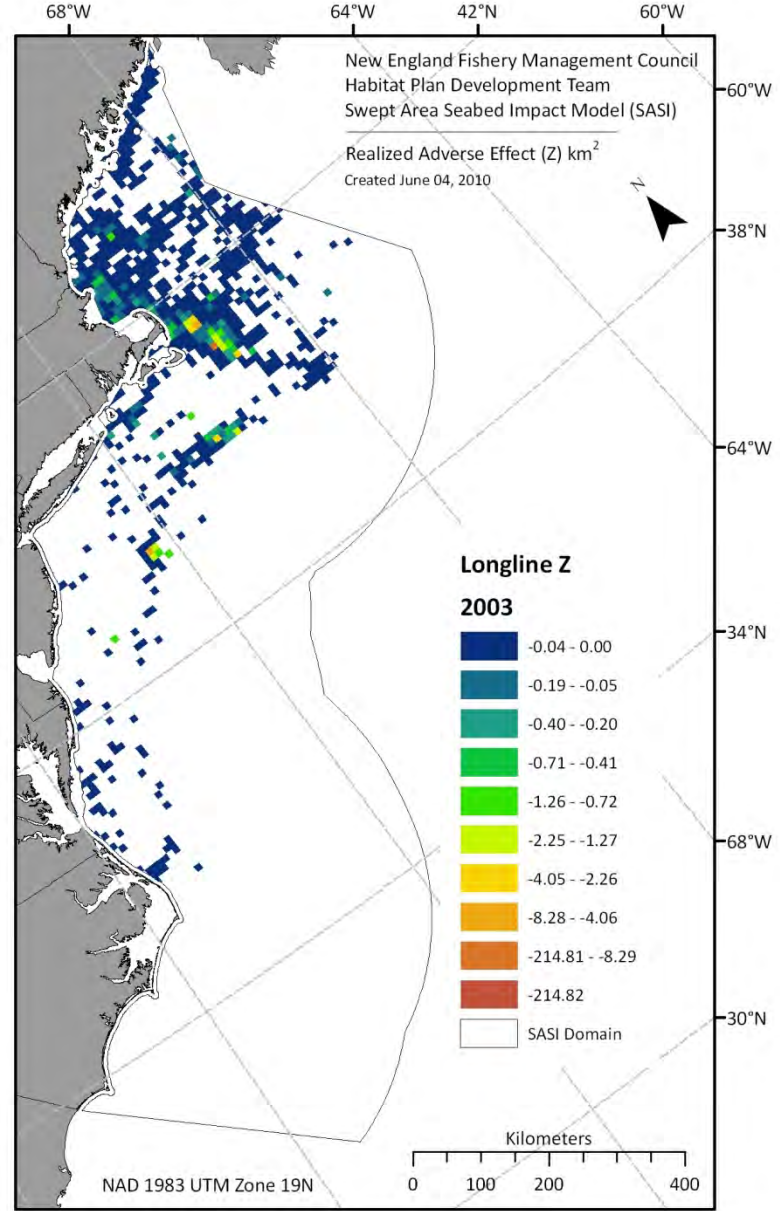 68°W 64°W 42°N 60°W
New England Fishery Management Council
Habitat Plan Development Team
Swept Area Seabed Impact Model (SASI)
Realized Adverse Effect (Z) km²
Created June 04, 2010
N
60°W
38°N
64°W
34°N
68°W
30°N
Longline Z
2003
-0.04 - 0.00
-0.19 - -0.05
-0.40 - -0.20
-0.71 - -0.41
-1.26 - -0.72
-2.25 - -1.27
-4.05 - -2.26
-8.28 - -4.06
-214.81 - -8.29
-214.82
SASI Domain
Kilometers
0 100 200 400
NAD 1983 UTM Zone 19N